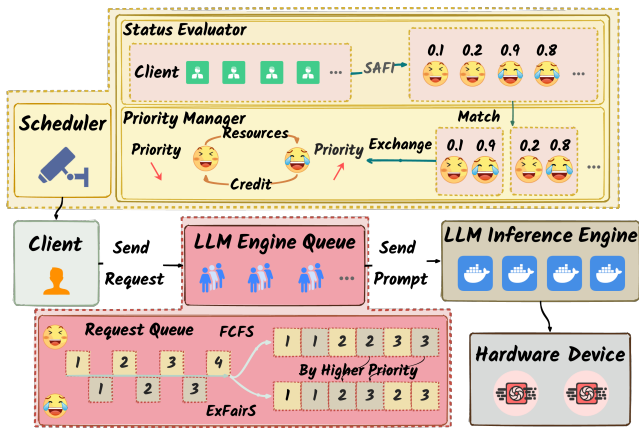 Status Evaluator
Client ... SAFI 0.1 0.2 0.9 0.8 ...
Scheduler
Priority Manager
Match
Resources
Priority Priority Exchange 0.1 0.9 0.2 0.8 ...
Credit
Client
Send
Request
LLM Engine Queue
...
Send
Prompt
LLM Inference Engine
Request Queue FCFS
1 2 3 4
1 2 3
1 1 2 2 3 3
By Higher Priority
1 1 2 3 2 3
ExFairS
Hardware Device